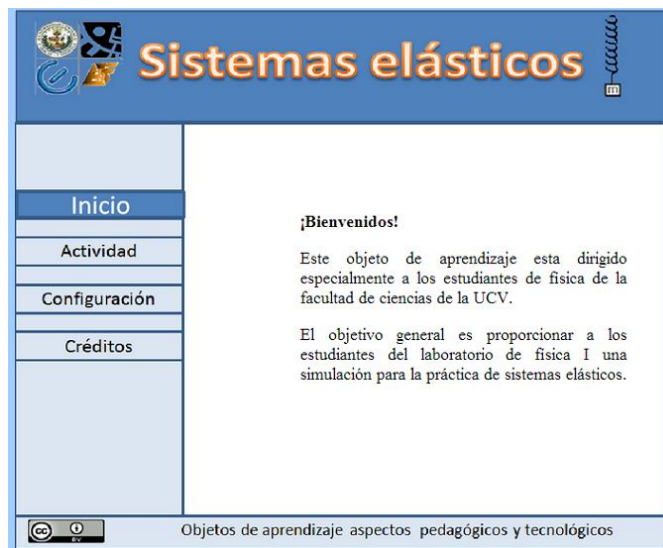 Sistemas elásticos
m
Inicio
Actividad
Configuración
Créditos
¡Bienvenidos!
Este objeto de aprendizaje esta dirigido
especialmente a los estudiantes de física de la
facultad de ciencias de la UCV.
El objetivo general es proporcionar a los
estudiantes del laboratorio de física I una
simulación para la práctica de sistemas elásticos.
cc BY
Objetos de aprendizaje aspectos pedagógicos y tecnológicos